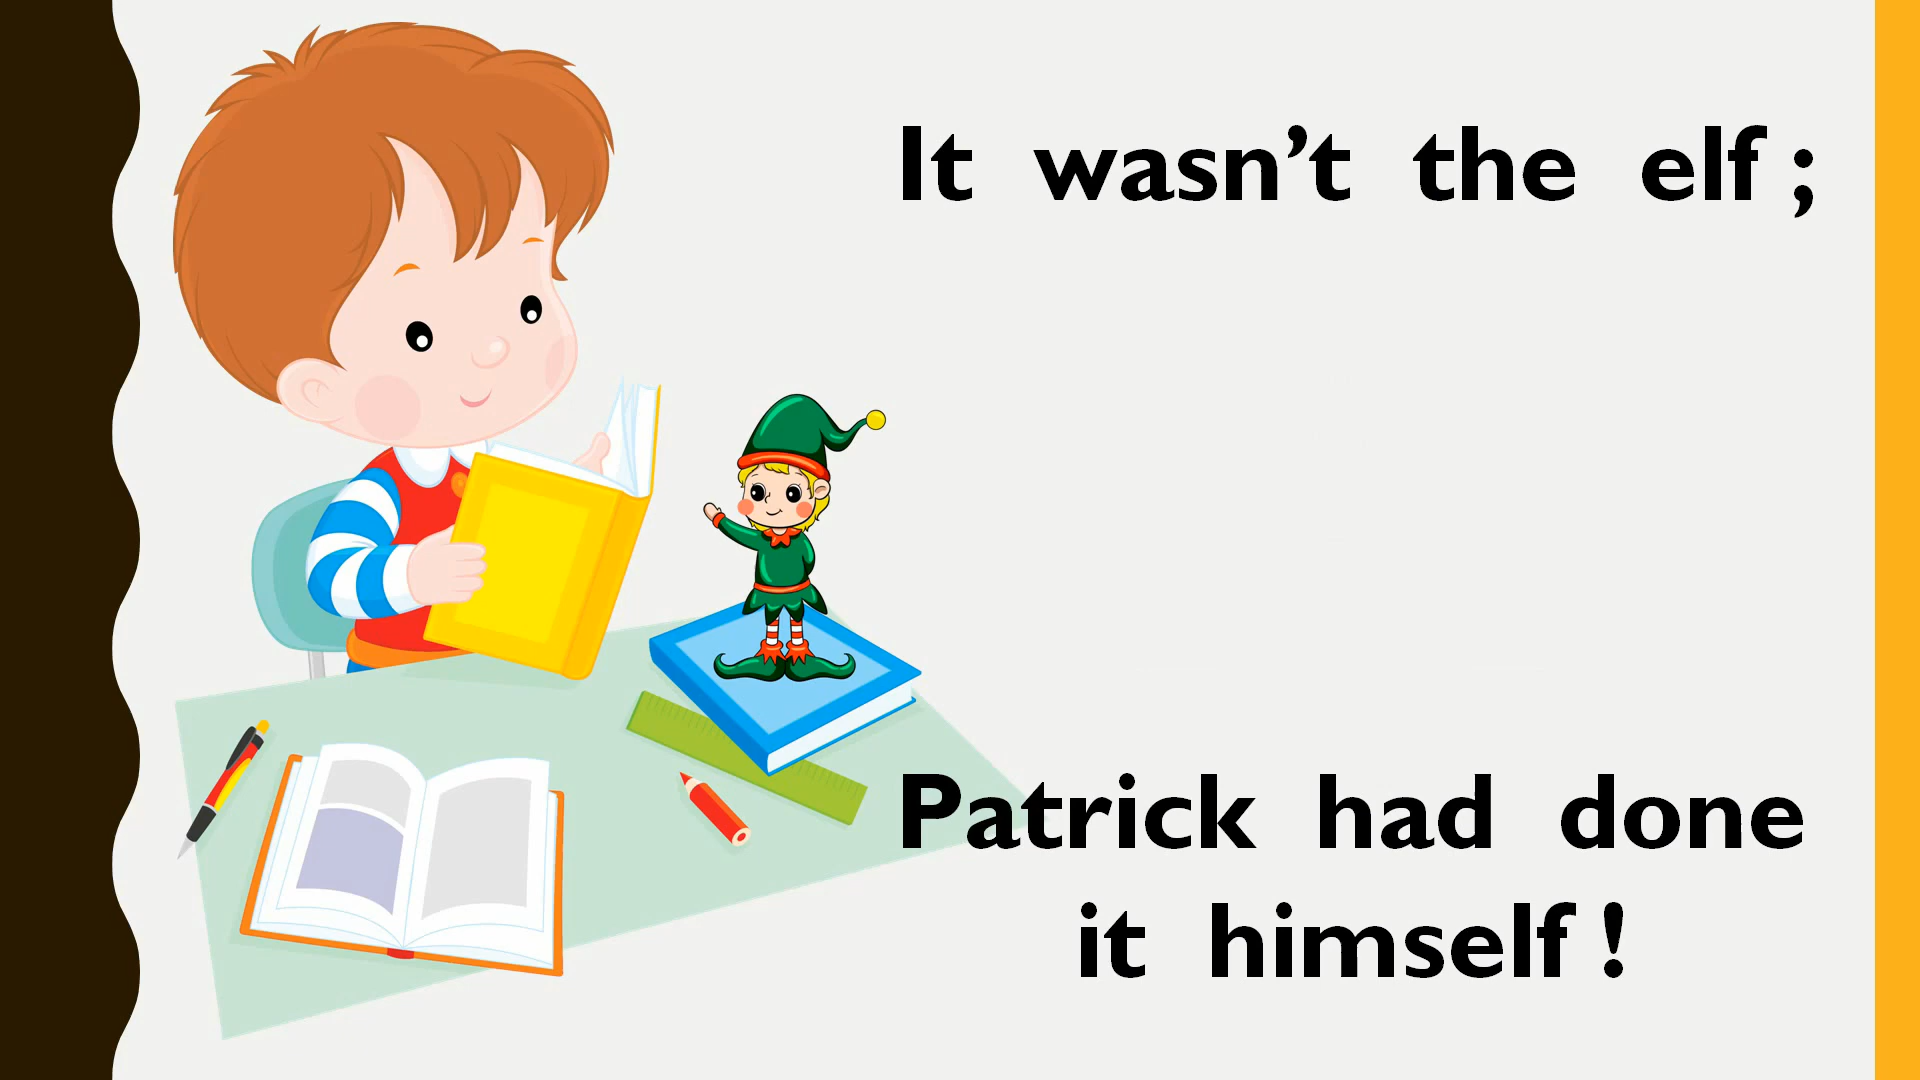 It wasn’t the elf ;
Patrick had done
it himself !